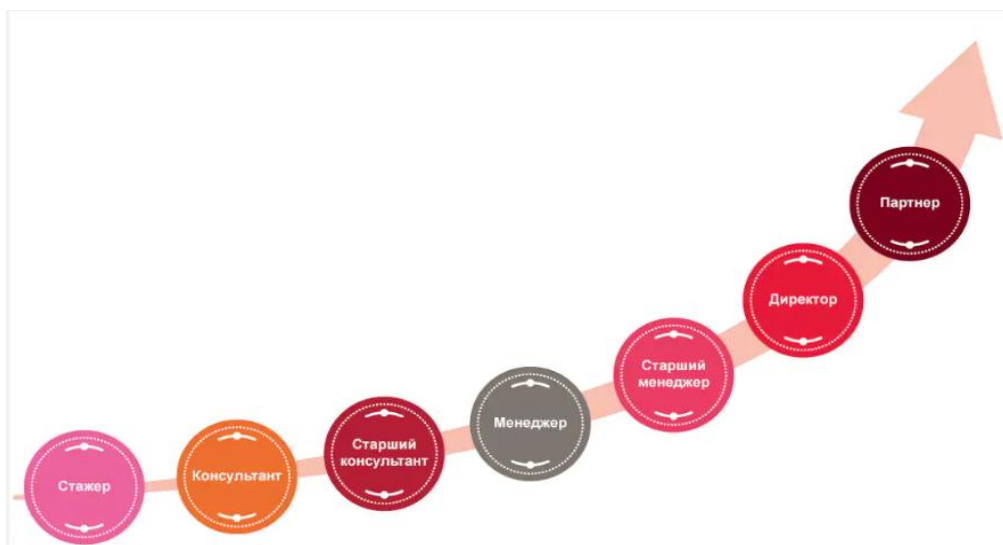 Стажер
Консультант
Старший
консультант
Менеджер
Старший
менеджер
Директор
Партнер